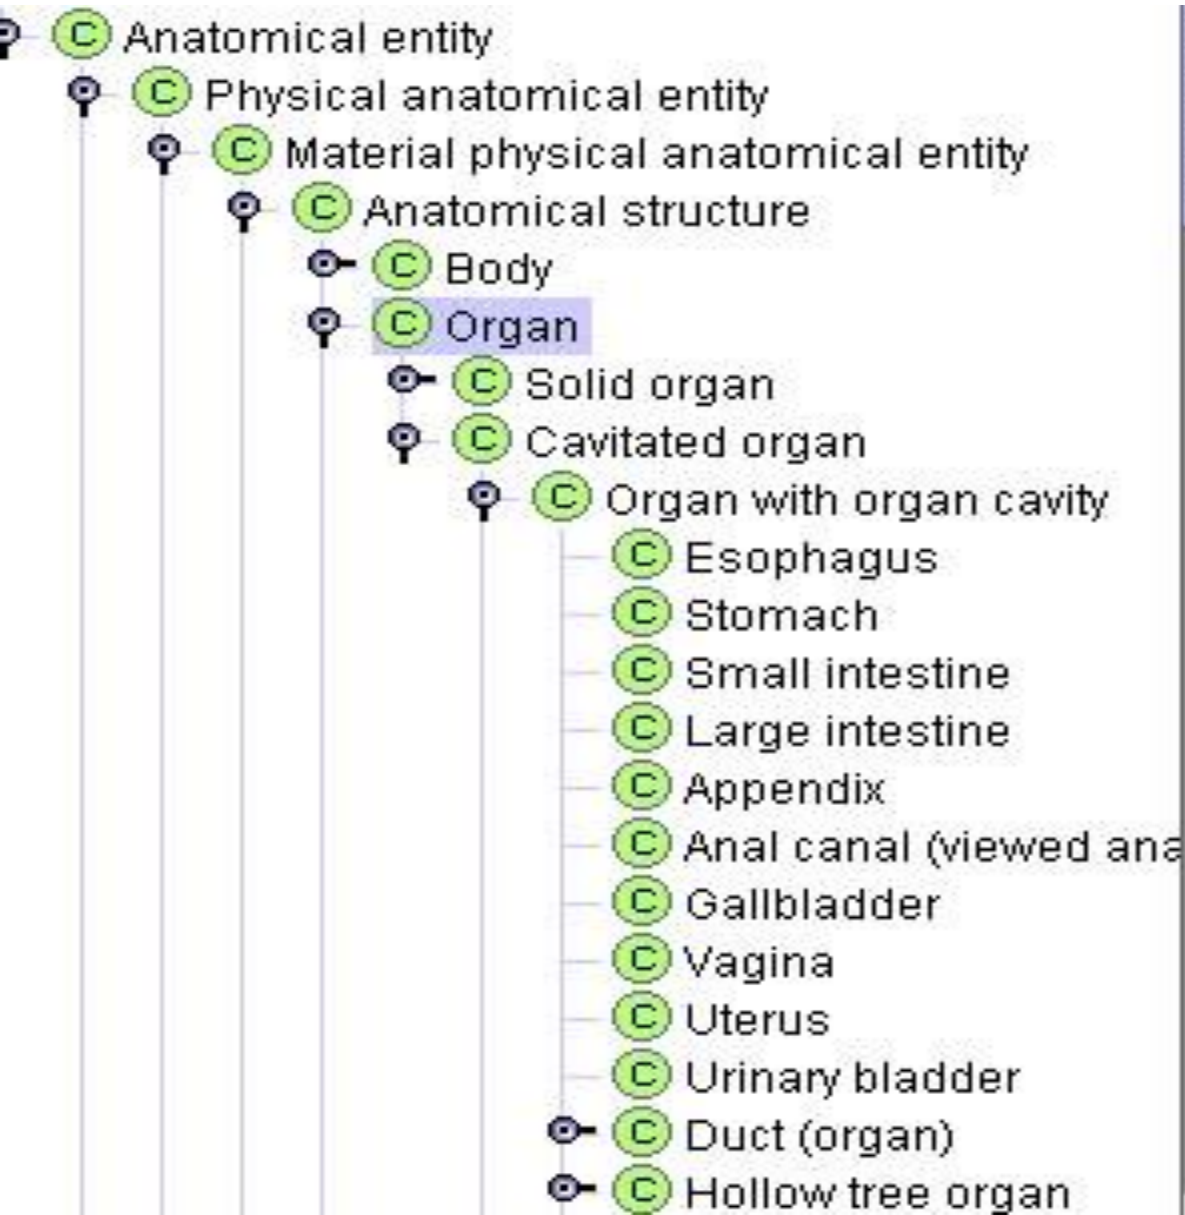 C Anatomical entity
C Physical anatomical entity
C Material physical anatomical entity
C Anatomical structure
C Body
C Organ
C Solid organ
C Cavitated organ
C Organ with organ cavity
C Esophagus
C Stomach
C Small intestine
C Large intestine
C Appendix
C Anal canal (viewed ana
C Gallbladder
C Vagina
C Uterus
C Urinary bladder
C Duct (organ)
C Hollow tree organ